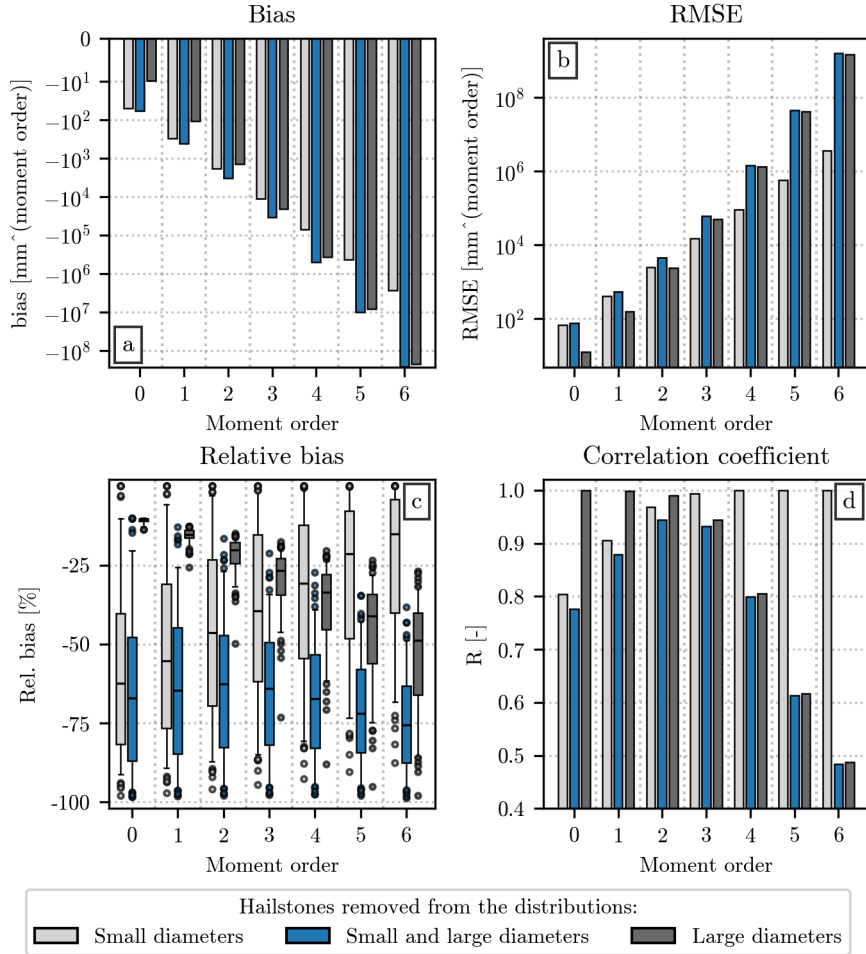 Bias
bias [mm^(moment order)]
0
-10^1
-10^2
-10^3
-10^4
-10^5
-10^6
-10^7
-10^8
a
0 1 2 3 4 5 6
Moment order
RMSE
RMSE [mm^(moment order)]
10^8
10^6
10^4
10^2
b
0 1 2 3 4 5 6
Moment order
Relative bias
Rel. bias [%]
-25
-50
-75
-100
c
0 1 2 3 4 5 6
Moment order
Correlation coefficient
R [-]
1.0
0.9
0.8
0.7
0.6
0.5
0.4
d
0 1 2 3 4 5 6
Moment order
Hailstones removed from the distributions:
Small diameters Small and large diameters Large diameters